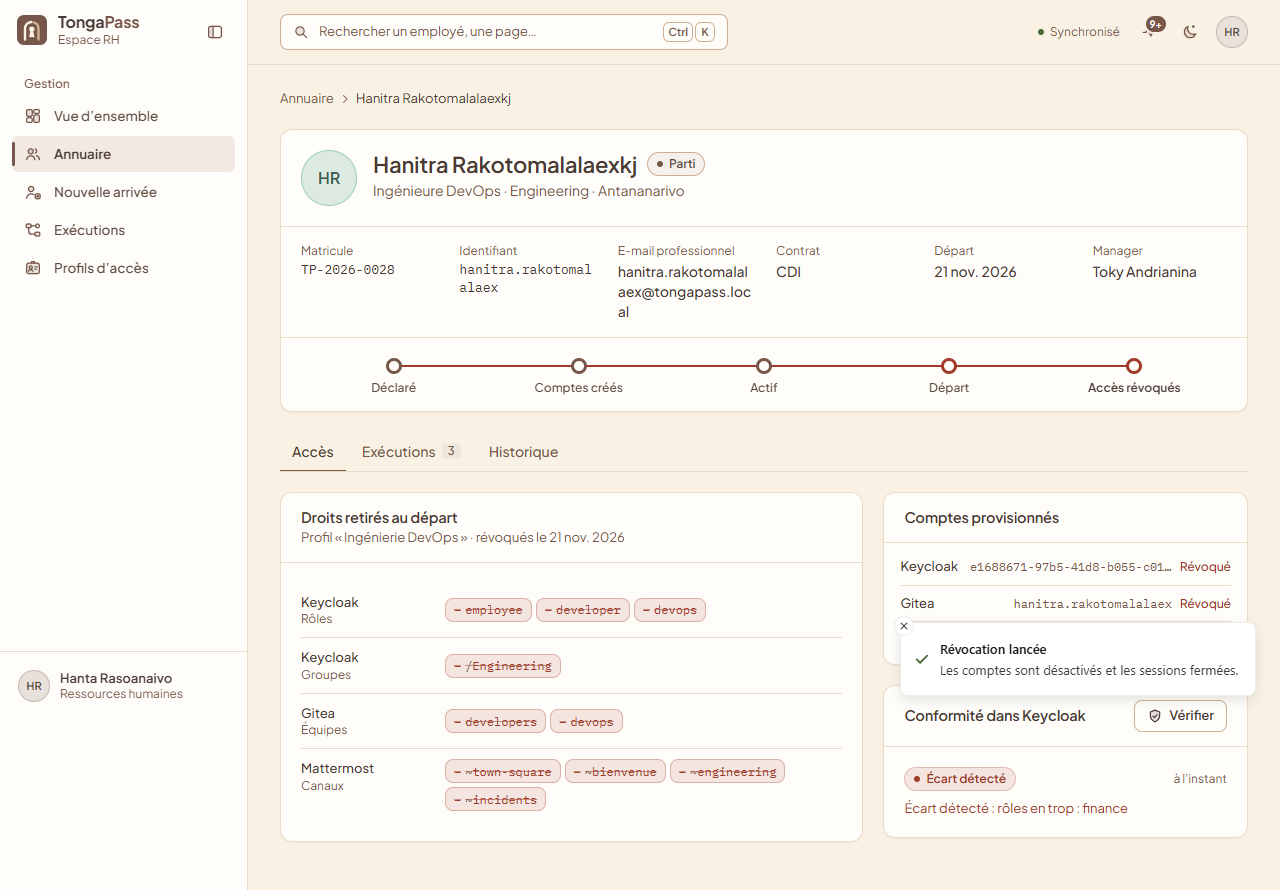 TongaPass
Espace RH
Rechercher un employé, une page...
Ctrl K
Synchronisé
9+
HR
Gestion
Vue d'ensemble
Annuaire
Nouvelle arrivée
Exécutions
Profils d'accès
Annuaire > Hanitra Rakotomalalaexkj
HR
Hanitra Rakotomalalaexkj
Parti
Ingénieure DevOps · Engineering · Antananarivo
Matricule
TP-2026-0028
Identifiant
hanitra.rakotomal
alaex
E-mail professionnel
hanitra.rakotomalal
aex@tongapass.loc
al
Contrat
CDI
Départ
21 nov. 2026
Manager
Toky Andrianina
Déclaré
Comptes créés
Actif
Départ
Accès révoqués
Accès
Exécutions 3
Historique
Droits retirés au départ
Profil « Ingénierie DevOps » · révoqués le 21 nov. 2026
Keycloak
Rôles
– employee – developer – devops
Keycloak
Groupes
– /Engineering
Gitea
Équipes
– developers – devops
Mattermost
Canaux
– ~town-square – ~bienvenue – ~engineering
– ~incidents
Comptes provisionnés
Keycloak e1688671-97b5-41d8-b055-c01… Révoqué
Gitea hanitra.rakotomalalaex Révoqué
Révocation lancée
Les comptes sont désactivés et les sessions fermées.
Conformité dans Keycloak
Vérifier
Écart détecté
à l'instant
Écart détecté : rôles en trop : finance
HR
Hanta Rasoanaivo
Ressources humaines